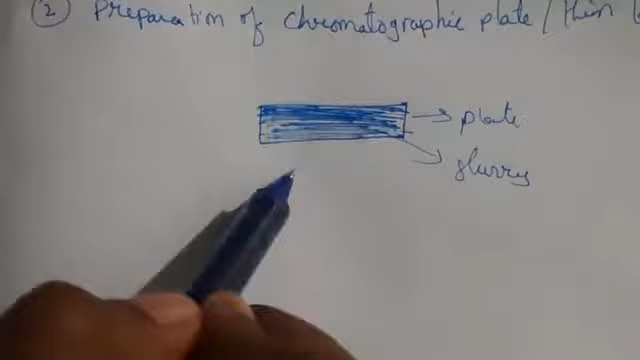 ② Preparation of chromatographic plate / thin
plate
slurry